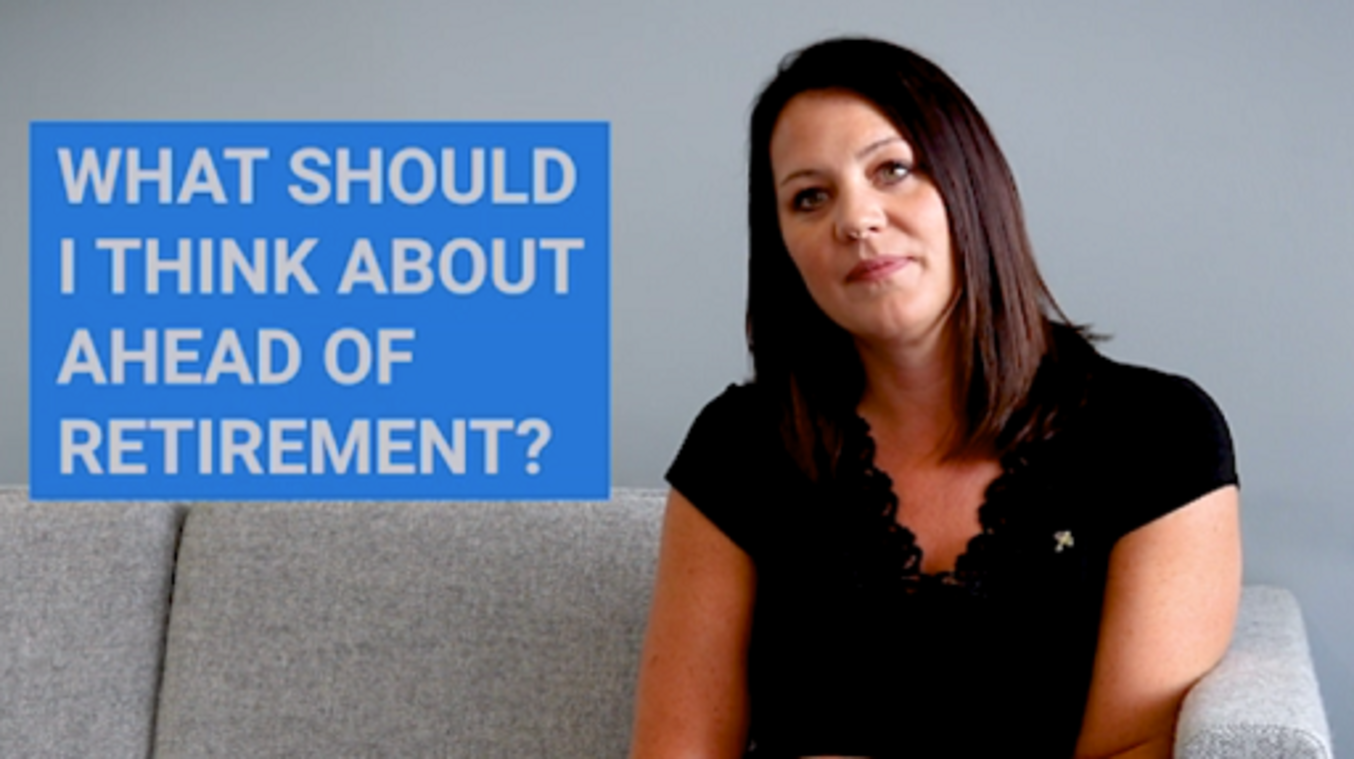 WHAT SHOULD
I THINK ABOUT
AHEAD OF
RETIREMENT?